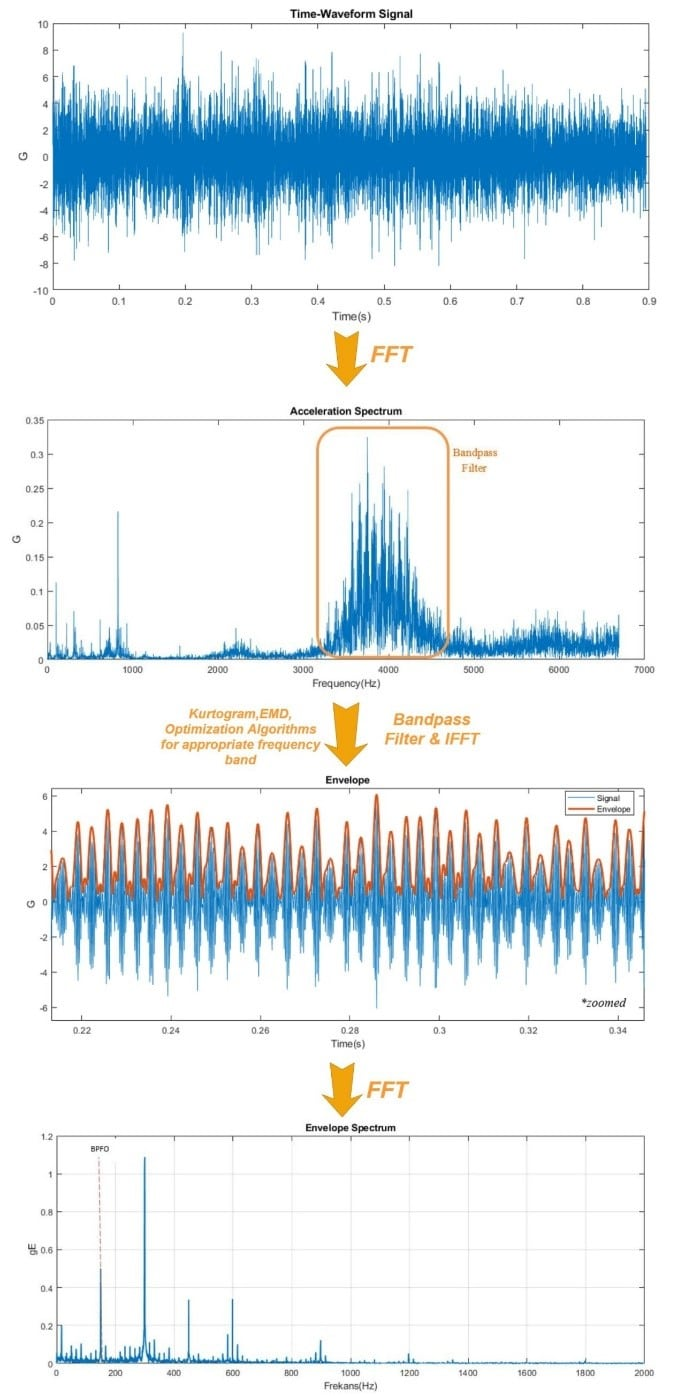 Time-Waveform Signal
10
8
6
4
2
0
-2
-4
-6
-8
-10
G
0 0.1 0.2 0.3 0.4 0.5 0.6 0.7 0.8 0.9
Time(s)
FFT
Acceleration Spectrum
0.35
0.3
0.25
0.2
0.15
0.1
0.05
0
G
Bandpass
Filter
0 1000 2000 3000 4000 5000 6000 7000
Frequency(Hz)
Kurtogram,EMD,
Optimization Algorithms
for appropriate frequency
band
Bandpass
Filter & IFFT
Envelope
6
4
2
0
-2
-4
-6
G
Signal
Envelope
*zoomed
0.22 0.24 0.26 0.28 0.3 0.32 0.34
Time(s)
FFT
Envelope Spectrum
1.2
1
0.8
0.6
0.4
0.2
0
gE
BPFO
0 200 400 600 800 1000 1200 1400 1600 1800 2000
Frekans(Hz)